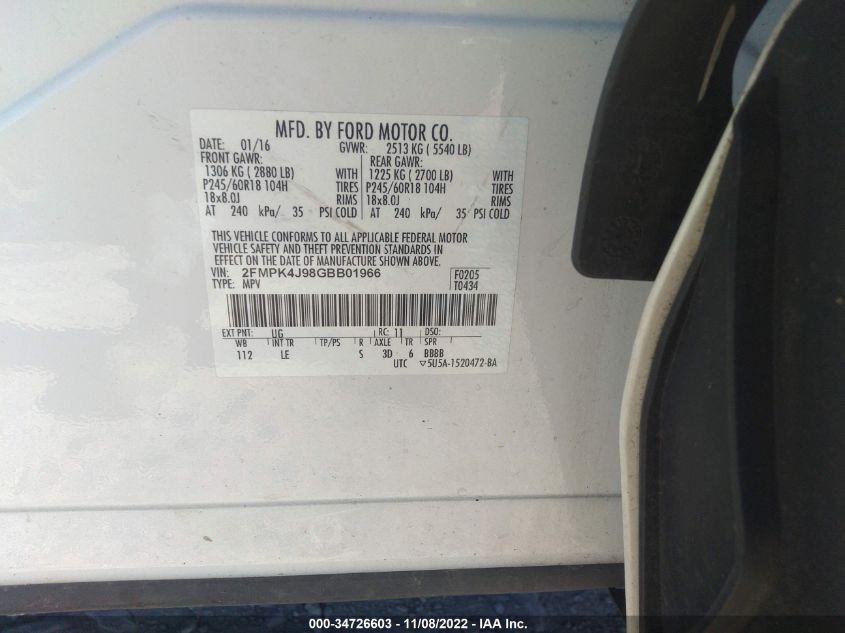 MFD. BY FORD MOTOR CO.
DATE: 01/16 GVWR: 2513 KG ( 5540 LB)
FRONT GAWR: REAR GAWR:
1306 KG ( 2880 LB) WITH 1225 KG ( 2700 LB) WITH
P245/60R18 104H TIRES P245/60R18 104H TIRES
18x8.0J RIMS 18x8.0J RIMS
AT 240 kPa/ 35 PSI COLD AT 240 kPa/ 35 PSI COLD
THIS VEHICLE CONFORMS TO ALL APPLICABLE FEDERAL MOTOR
VEHICLE SAFETY AND THEFT PREVENTION STANDARDS IN
EFFECT ON THE DATE OF MANUFACTURE SHOWN ABOVE.
VIN: 2FMPK4J98GBB01966 F0205
TYPE: MPV T0434
EXT PNT: UG RC: 11 DSO:
WB INT TR TP/PS R AXLE TR SPR
112 LE S 3D 6 BBBB
UTC ▽5U5A-1520472-BA
000-34726603 - 11/08/2022 - IAA Inc.